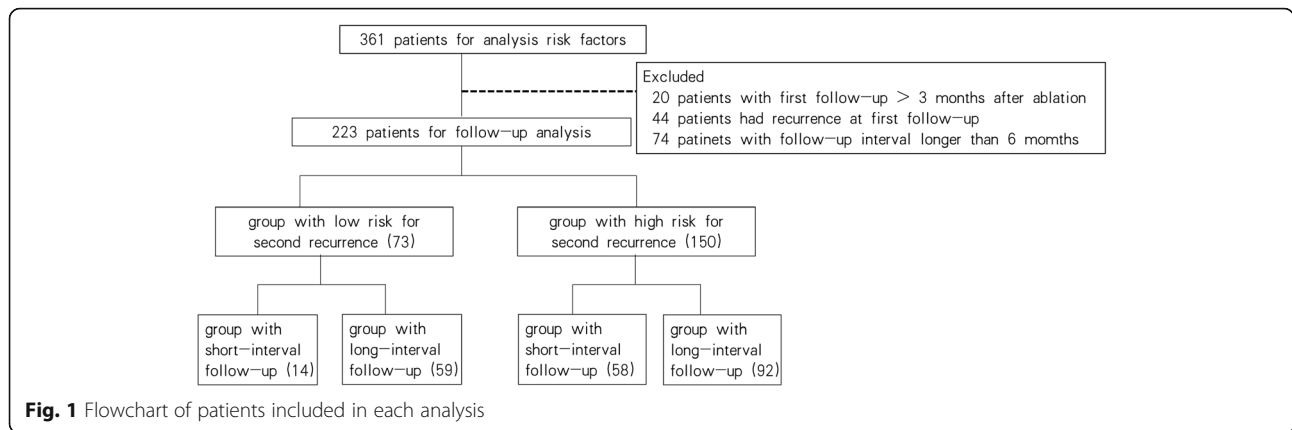 361 patients for analysis risk factors
Excluded
20 patients with first follow-up > 3 months after ablation
44 patients had recurrence at first follow-up
74 patinets with follow-up interval longer than 6 momths
223 patients for follow-up analysis
group with low risk for
second recurrence (73)
group with high risk for
second recurrence (150)
group with
short-interval
follow-up (14)
group with
long-interval
follow-up (59)
group with
short-interval
follow-up (58)
group with
long-interval
follow-up (92)
Fig. 1 Flowchart of patients included in each analysis